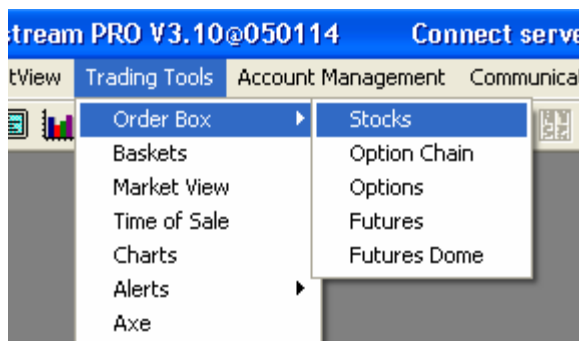 stream PRO V3.10@050114 Connect serve
tView Trading Tools Account Management Communica
Order Box Stocks
Baskets Option Chain
Market View Options
Time of Sale Futures
Charts Futures Dome
Alerts
Axe